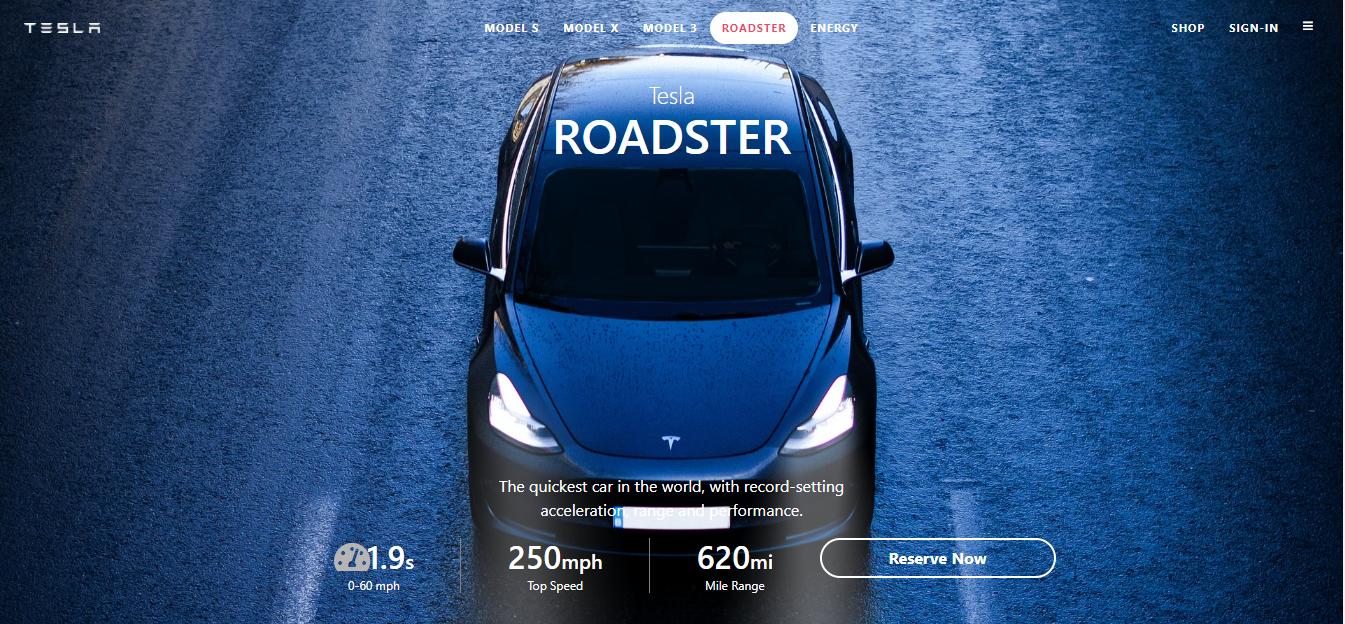 TESLA
MODEL S
MODEL X
MODEL 3
ROADSTER
ENERGY
SHOP
SIGN-IN
Tesla
ROADSTER
The quickest car in the world, with record-setting
acceleration, range and performance.
1.9s
0-60 mph
250mph
Top Speed
620mi
Mile Range
Reserve Now